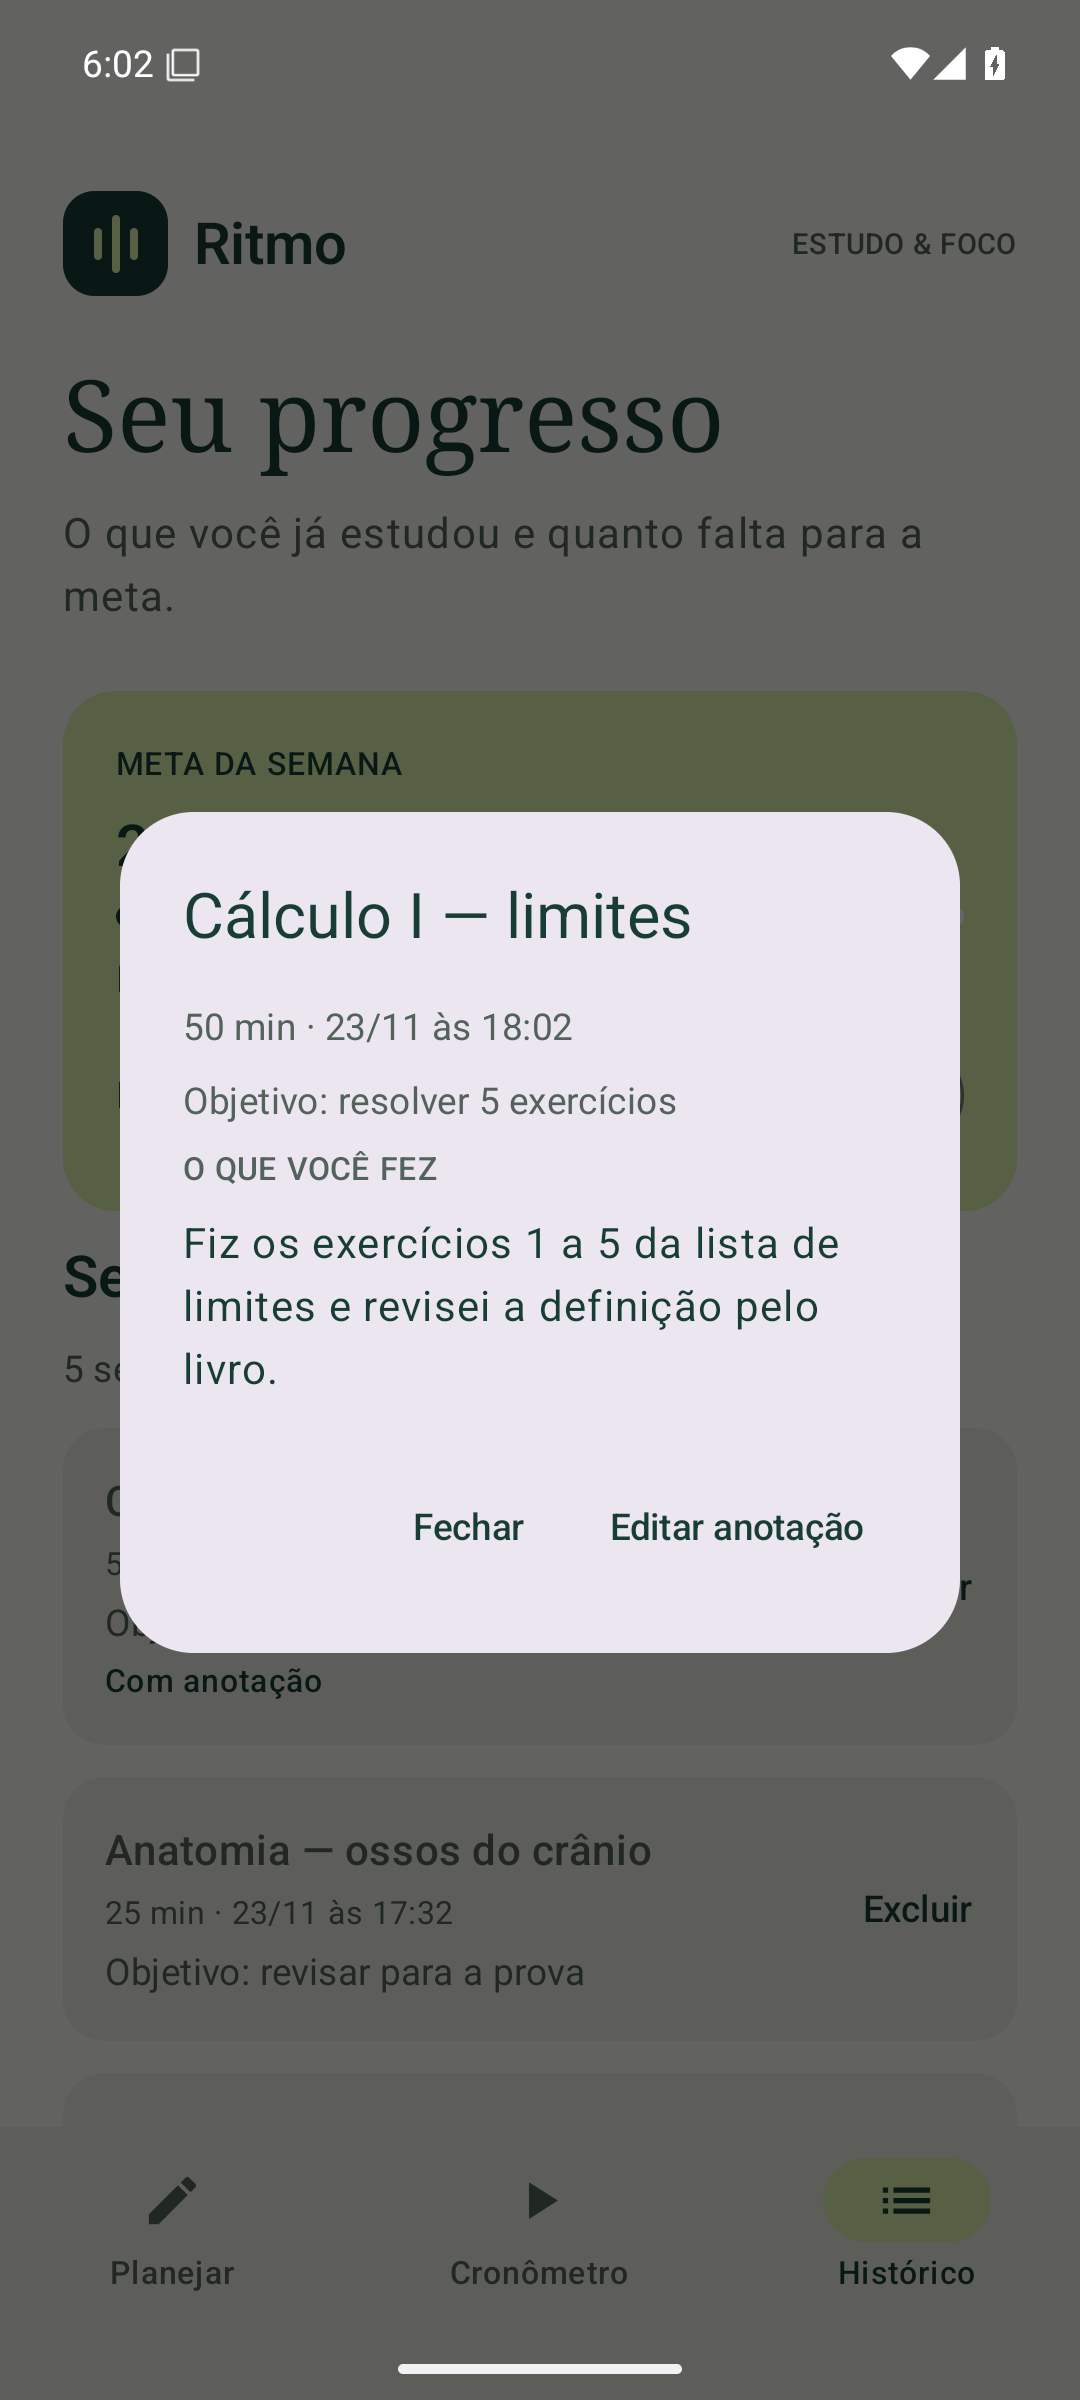 6:02
Ritmo
ESTUDO & FOCO
Seu progresso
O que você já estudou e quanto falta para a
meta.
META DA SEMANA
Cálculo I — limites
50 min · 23/11 às 18:02
Objetivo: resolver 5 exercícios
O QUE VOCÊ FEZ
Fiz os exercícios 1 a 5 da lista de
limites e revisei a definição pelo
livro.
Fechar
Editar anotação
Com anotação
Anatomia — ossos do crânio
25 min · 23/11 às 17:32
Excluir
Objetivo: revisar para a prova
Planejar
Cronômetro
Histórico